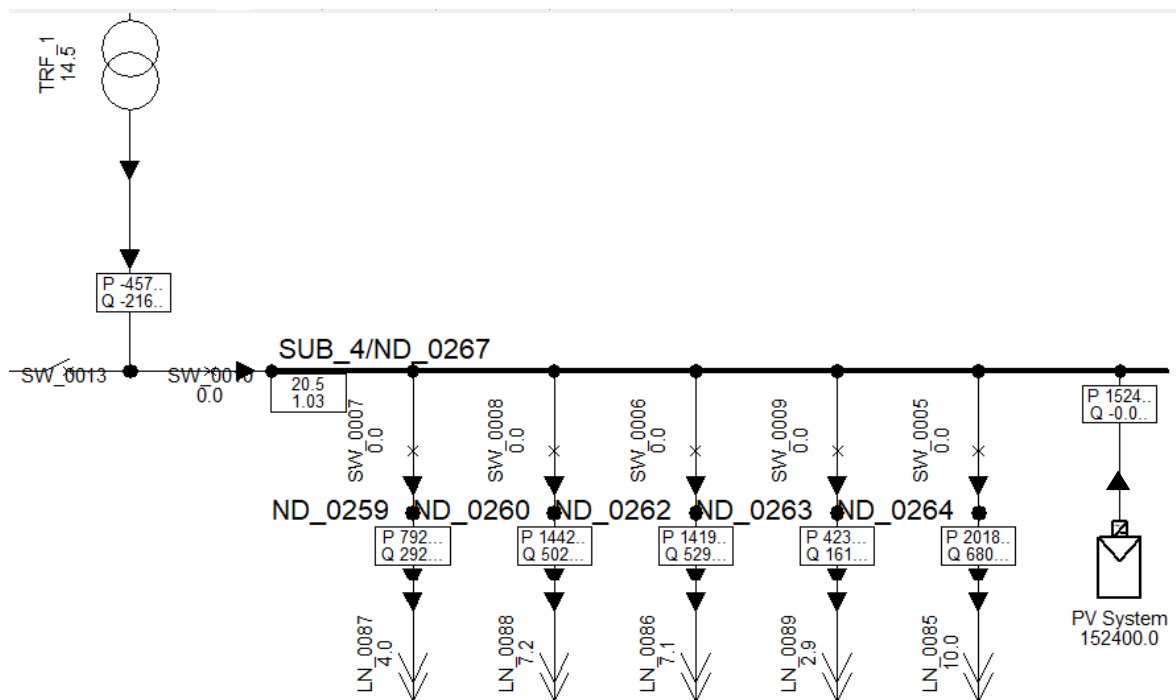 TRF_1
14.5
P -457..
Q -216..
SW_0013
SW_0010
0.0
SUB_4/ND_0267
20.5
1.03
SW_0007
0.0
SW_0008
0.0
SW_0006
0.0
SW_0009
0.0
SW_0005
0.0
P 1524..
Q -0.0..
ND_0259
ND_0260
ND_0262
ND_0263
ND_0264
P 792...
Q 292...
P 1442..
Q 502...
P 1419..
Q 529...
P 423...
Q 161...
P 2018..
Q 680...
LN_0087
4.0
LN_0088
7.2
LN_0086
7.1
LN_0089
2.9
LN_0085
10.0
PV System
152400.0